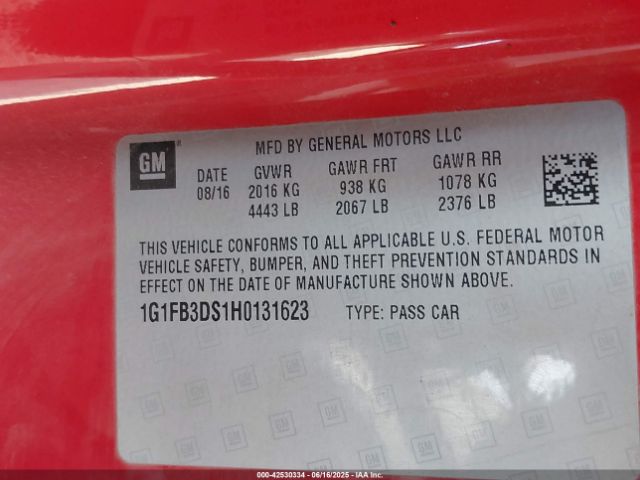 GM
MFD BY GENERAL MOTORS LLC
DATE GVWR GAWR FRT GAWR RR
08/16 2016 KG 938 KG 1078 KG
4443 LB 2067 LB 2376 LB
THIS VEHICLE CONFORMS TO ALL APPLICABLE U.S. FEDERAL MOTOR
VEHICLE SAFETY, BUMPER, AND THEFT PREVENTION STANDARDS IN
EFFECT ON THE DATE OF MANUFACTURE SHOWN ABOVE.
1G1FB3DS1H0131623 TYPE: PASS CAR
000-42530334 - 06/16/2025 - IAA Inc.